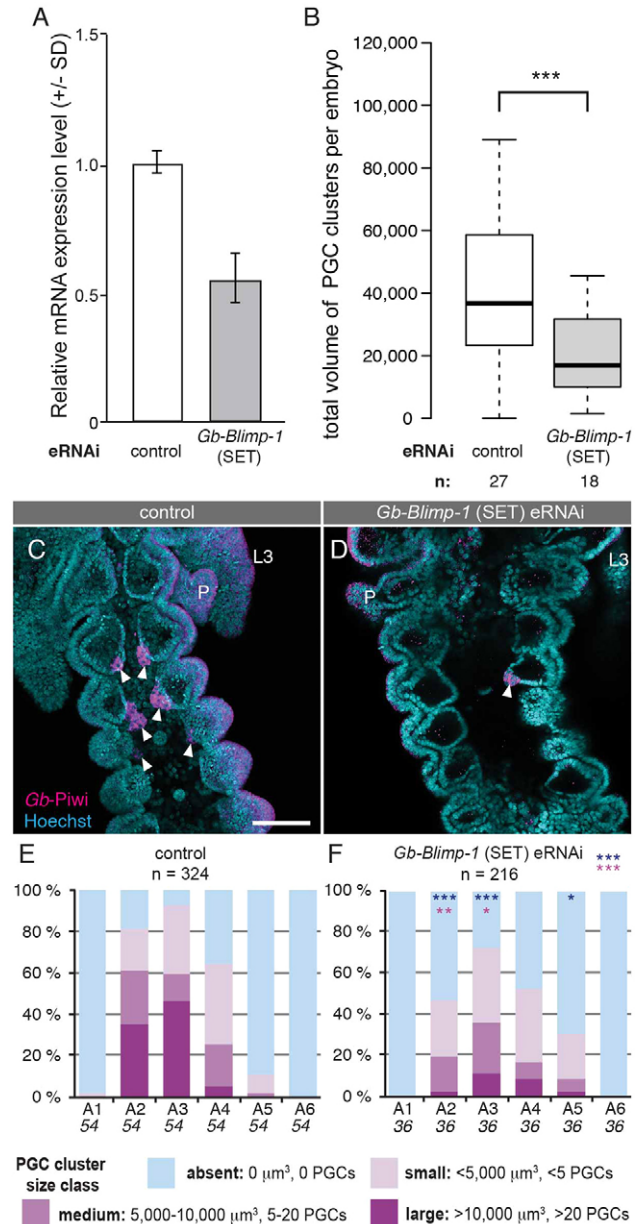 A
B
Relative mRNA expression level (+/- SD)
1.5
1.0
0.5
0
eRNAi
control
Gb-Blimp-1
(SET)
total volume of PGC clusters per embryo
120,000
100,000
80,000
60,000
40,000
20,000
0
***
eRNAi
control
Gb-Blimp-1
(SET)
n:
27
18
control
Gb-Blimp-1 (SET) eRNAi
C
P
L3
Gb-Piwi
Hoechst
D
P
L3
E
control
n = 324
100 %
80 %
60 %
40 %
20 %
0 %
A1 A2 A3 A4 A5 A6
54 54 54 54 54 54
F
Gb-Blimp-1 (SET) eRNAi
n = 216
***
***
100 %
80 %
60 %
40 %
20 %
0 %
*** *** *
** *
A1 A2 A3 A4 A5 A6
36 36 36 36 36 36
PGC cluster
size class
absent: 0 μm³, 0 PGCs
small: <5,000 μm³, <5 PGCs
medium: 5,000-10,000 μm³, 5-20 PGCs
large: >10,000 μm³, >20 PGCs